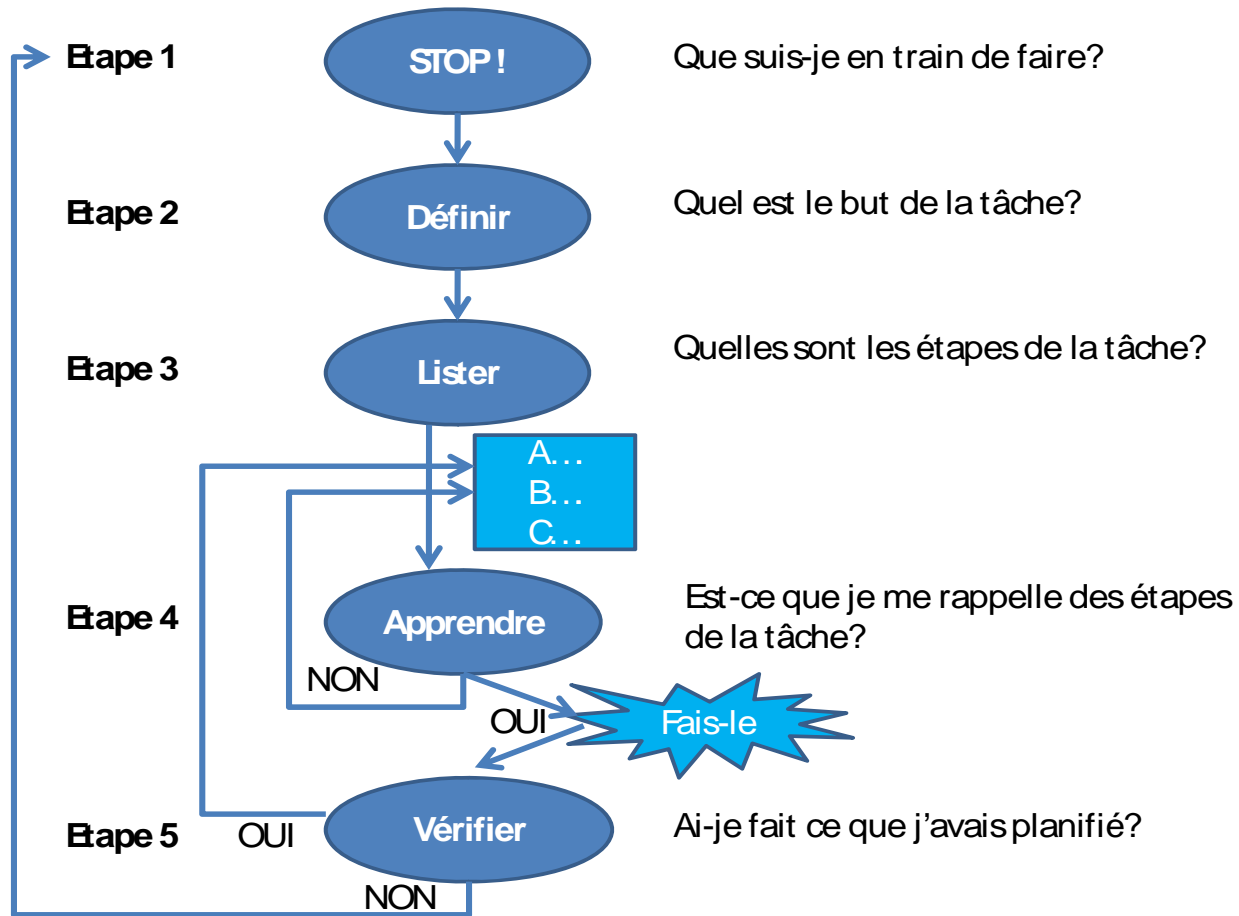 Etape 1
STOP !
Que suis-je en train de faire?
Etape 2
Définir
Quel est le but de la tâche?
Etape 3
Lister
Quelles sont les étapes de la tâche?
A…
B…
C…
Etape 4
Apprendre
Est-ce que je me rappelle des étapes
de la tâche?
NON
OUI
Fais-le
Etape 5
OUI
Vérifier
Ai-je fait ce que j’avais planifié?
NON